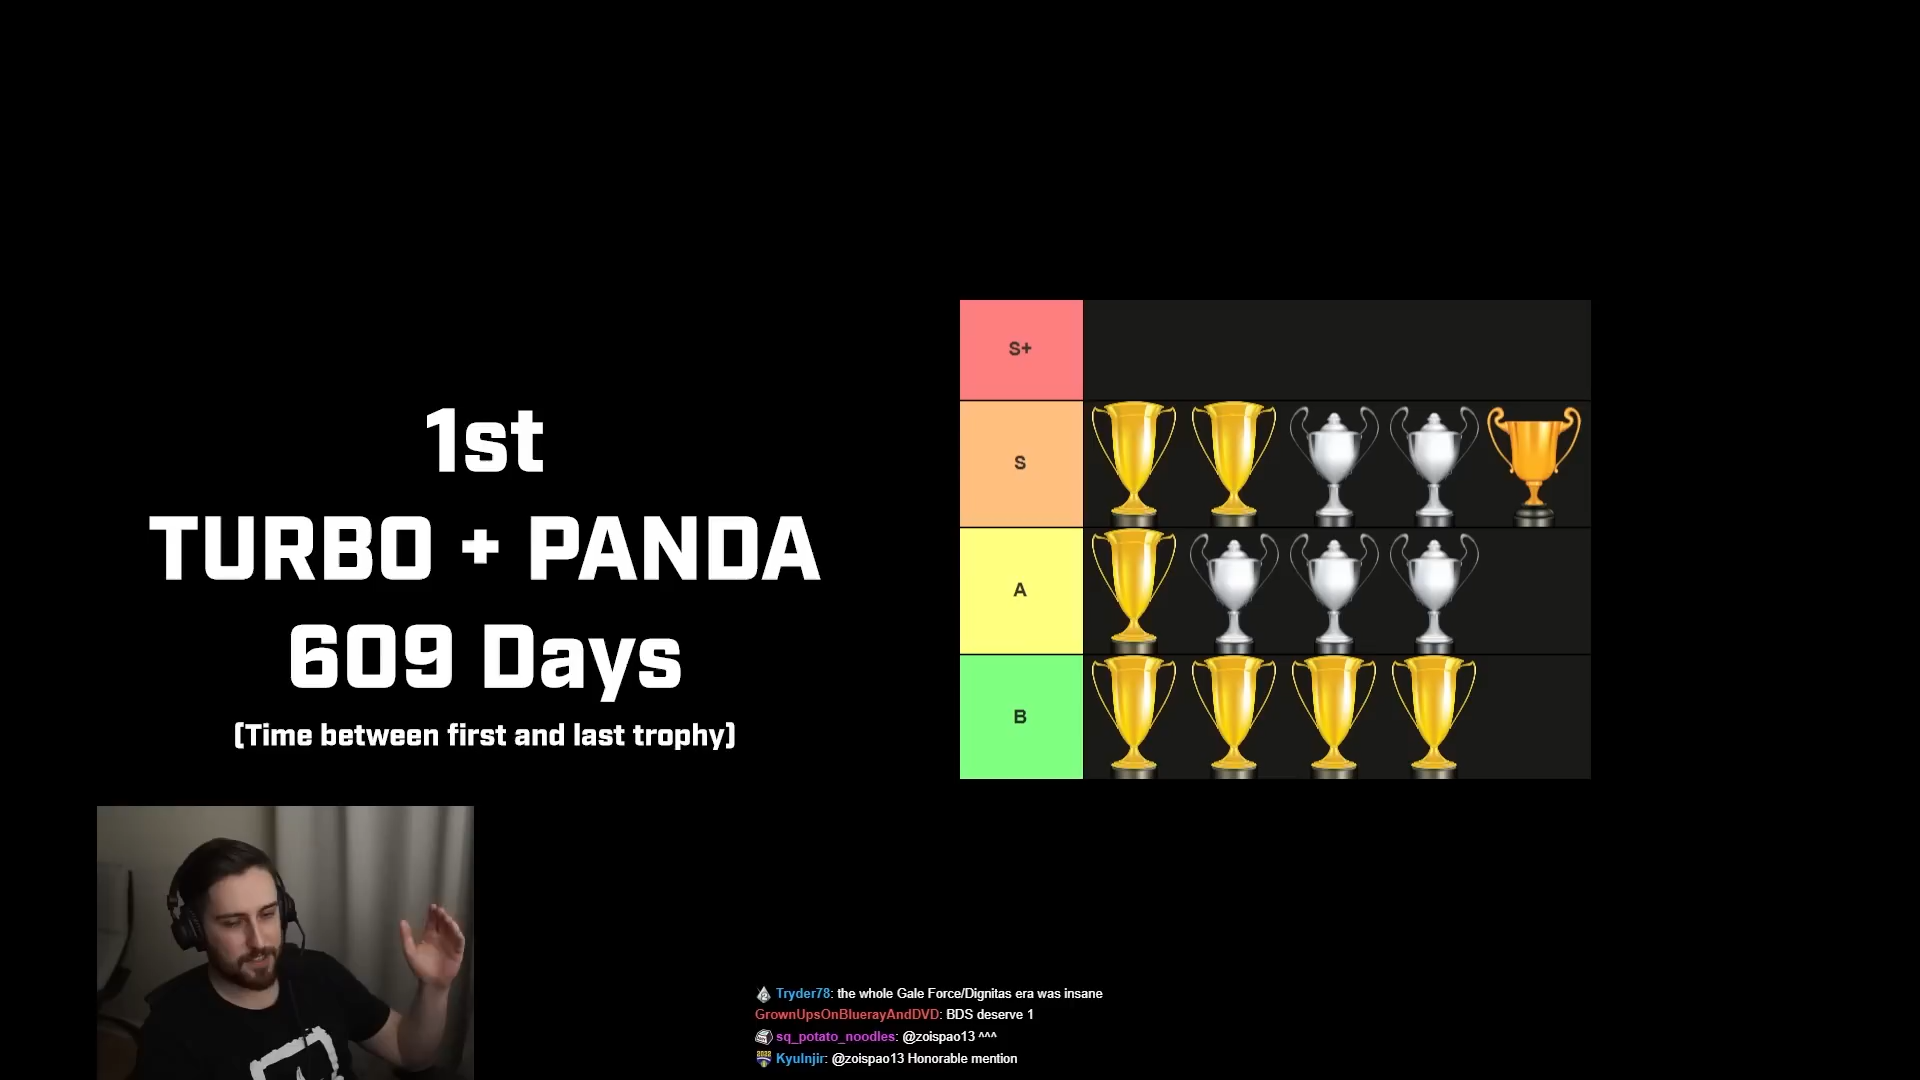 1st
TURBO + PANDA
609 Days
(Time between first and last trophy)
S+
S
A
B
Tryder78: the whole Gale Force/Dignitas era was insane
GrownUpsOnBluerayAndDVD: BDS deserve 1
sq_potato_noodles: @zoispao13 ^^^
KyuInjir: @zoispao13 Honorable mention